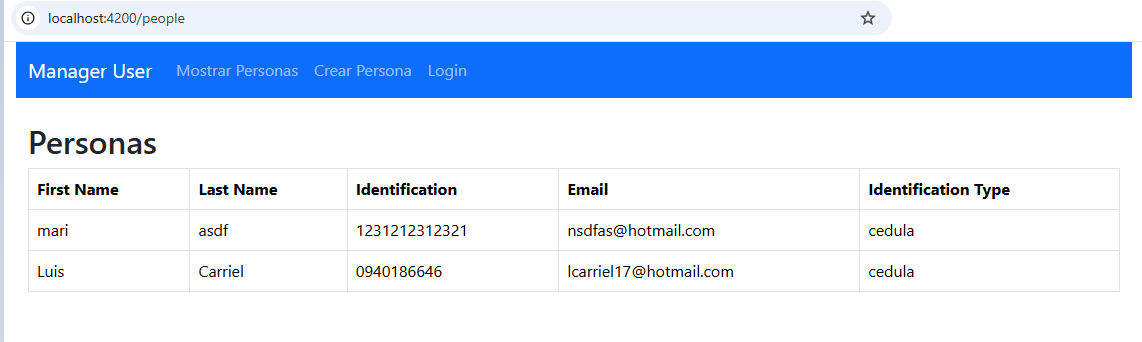 localhost:4200/people
Manager User Mostrar Personas Crear Persona Login
Personas
First Name Last Name Identification Email Identification Type
mari asdf 1231212312321 nsdfas@hotmail.com cedula
Luis Carriel 0940186646 lcarriel17@hotmail.com cedula